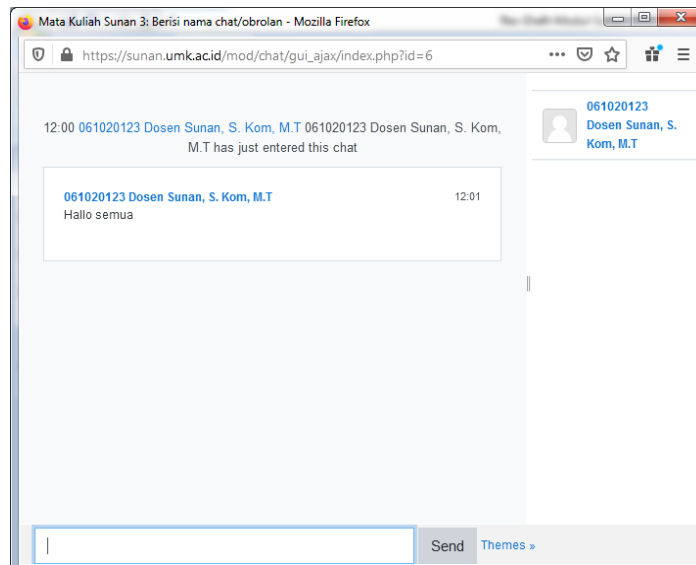 Mata Kuliah Sunan 3: Berisi nama chat/obrolan - Mozilla Firefox
https://sunan.umk.ac.id/mod/chat/gui_ajax/index.php?id=6
12:00 061020123 Dosen Sunan, S. Kom, M.T 061020123 Dosen Sunan, S. Kom,
M.T has just entered this chat
061020123 Dosen Sunan, S. Kom, M.T 12:01
Hallo semua
061020123
Dosen Sunan, S.
Kom, M.T
Send Themes »